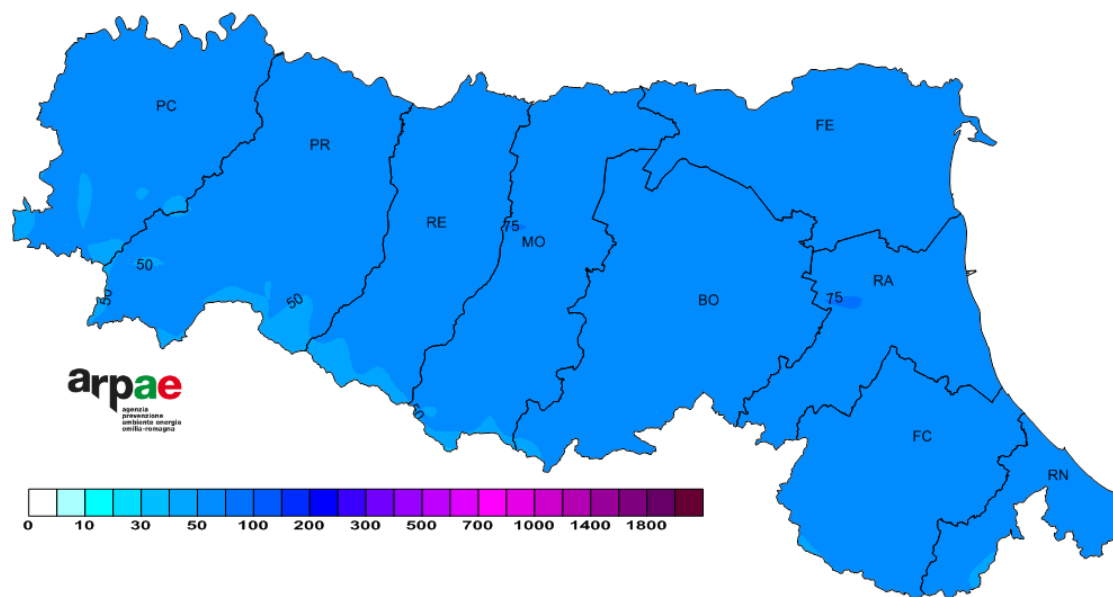 PC
PR
FE
RE
75
MO
50
50
50
BO
RA
75
arpae
agenzia
prevenzione
ambiente energia
emilia-romagna
50
FC
RN
0 10 30 50 100 200 300 500 700 1000 1400 1800